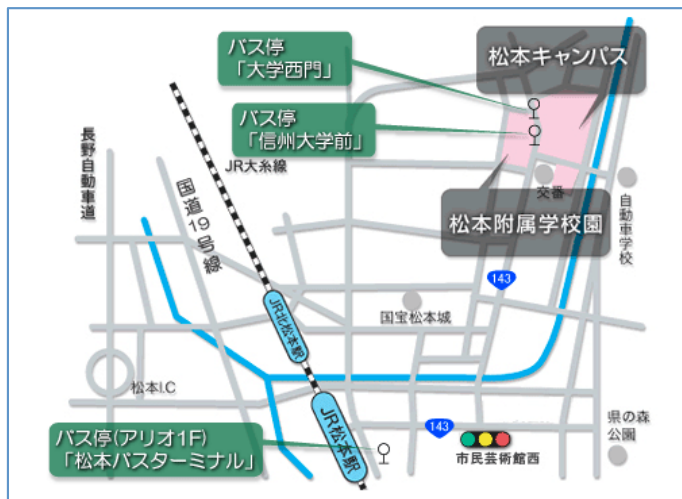 バス停
「大学西門」
松本キャンパス
バス停
「信州大学前」
長野自動車道
国道19号線
JR大糸線
交番
松本附属学校園
自動車学校
143
国宝松本城
JR北松本駅
松本I.C
JR松本駅
バス停(アリオ1F)
「松本バスターミナル」
143
市民芸術館西
県の森
公園